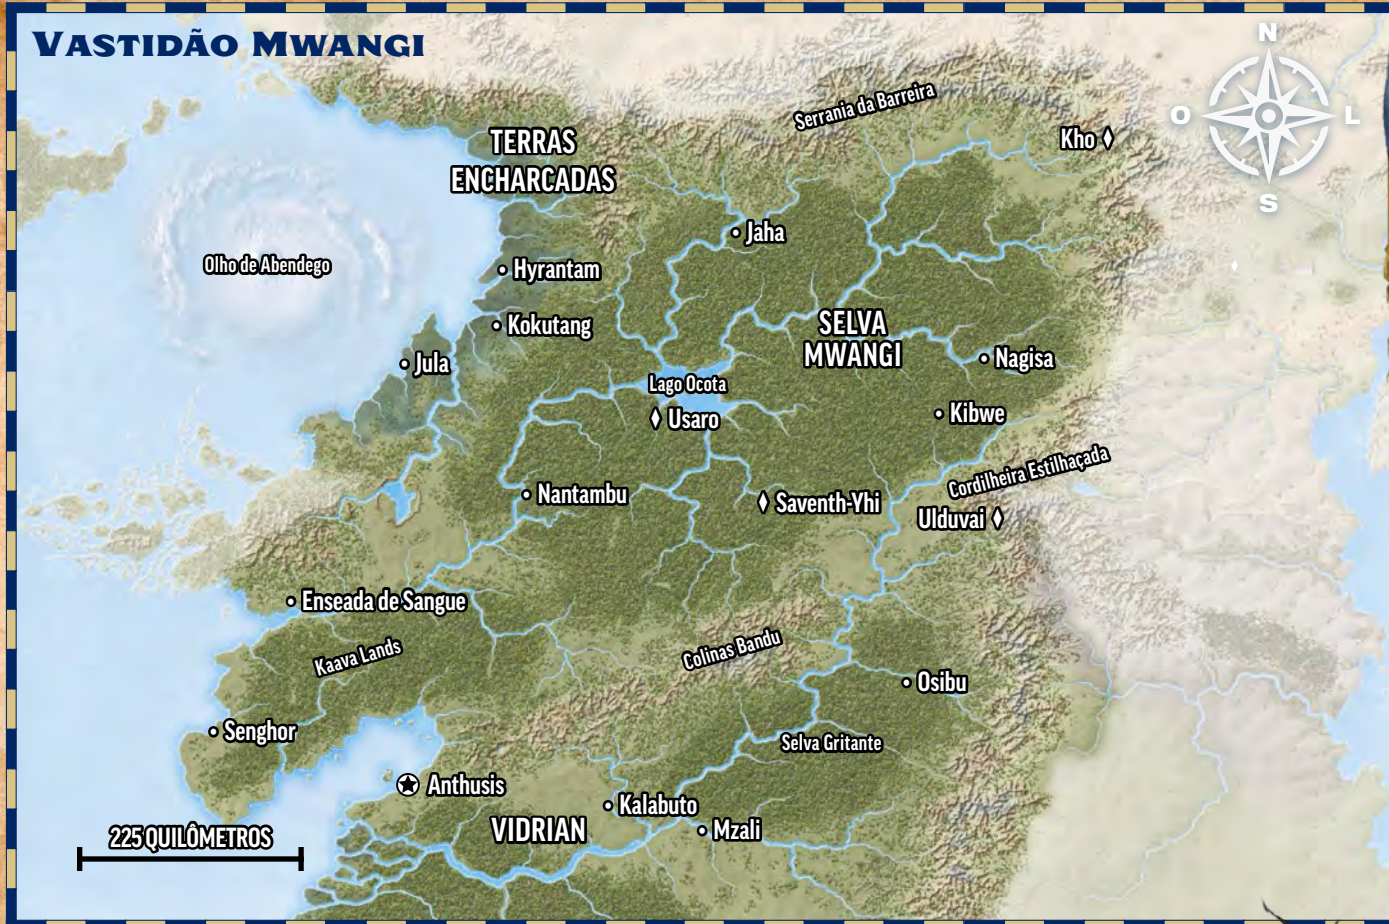 VASTIDÃO MWANGI
N
O
L
S
Serrania da Barreira
Kho
TERRAS
ENCHARCADAS
Jaha
Olho de Abendego
Hyrantam
Kokutang
SELVA
MWANGI
Jula
Nagisa
Lago Ocota
Usaro
Kibwe
Cordilheira Estilhaçada
Nantambu
Saventh-Yhi
Ulduvai
Enseada de Sangue
Kaava Lands
Colinas Bandu
Osibu
Senghor
Selva Gritante
Anthusis
Kalabuto
VIDRIAN
Mzali
225 QUILÔMETROS